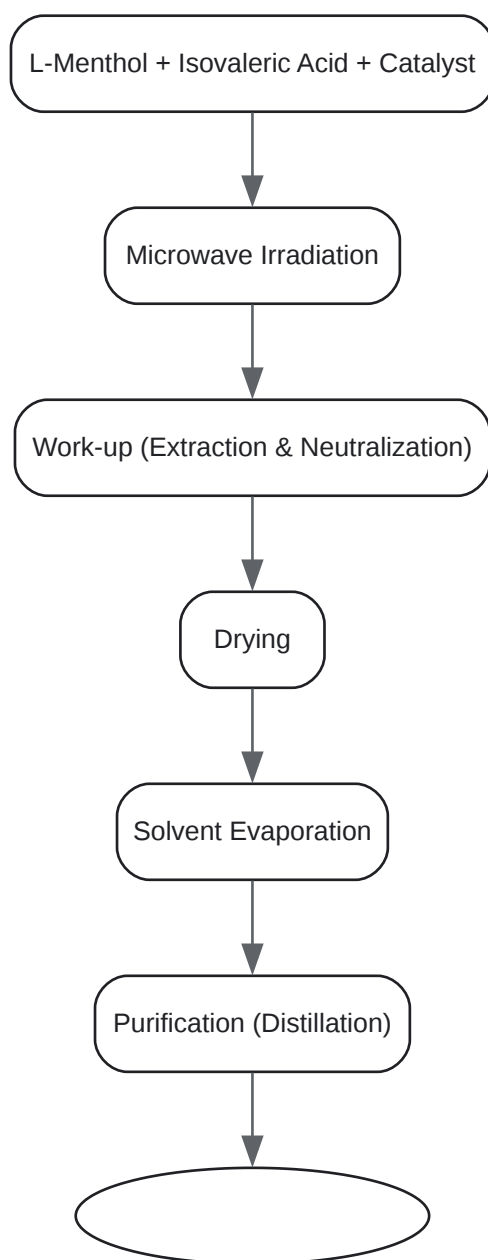 L-Menthol + Isovaleric Acid + Catalyst
Microwave Irradiation
Work-up (Extraction & Neutralization)
Drying
Solvent Evaporation
Purification (Distillation)